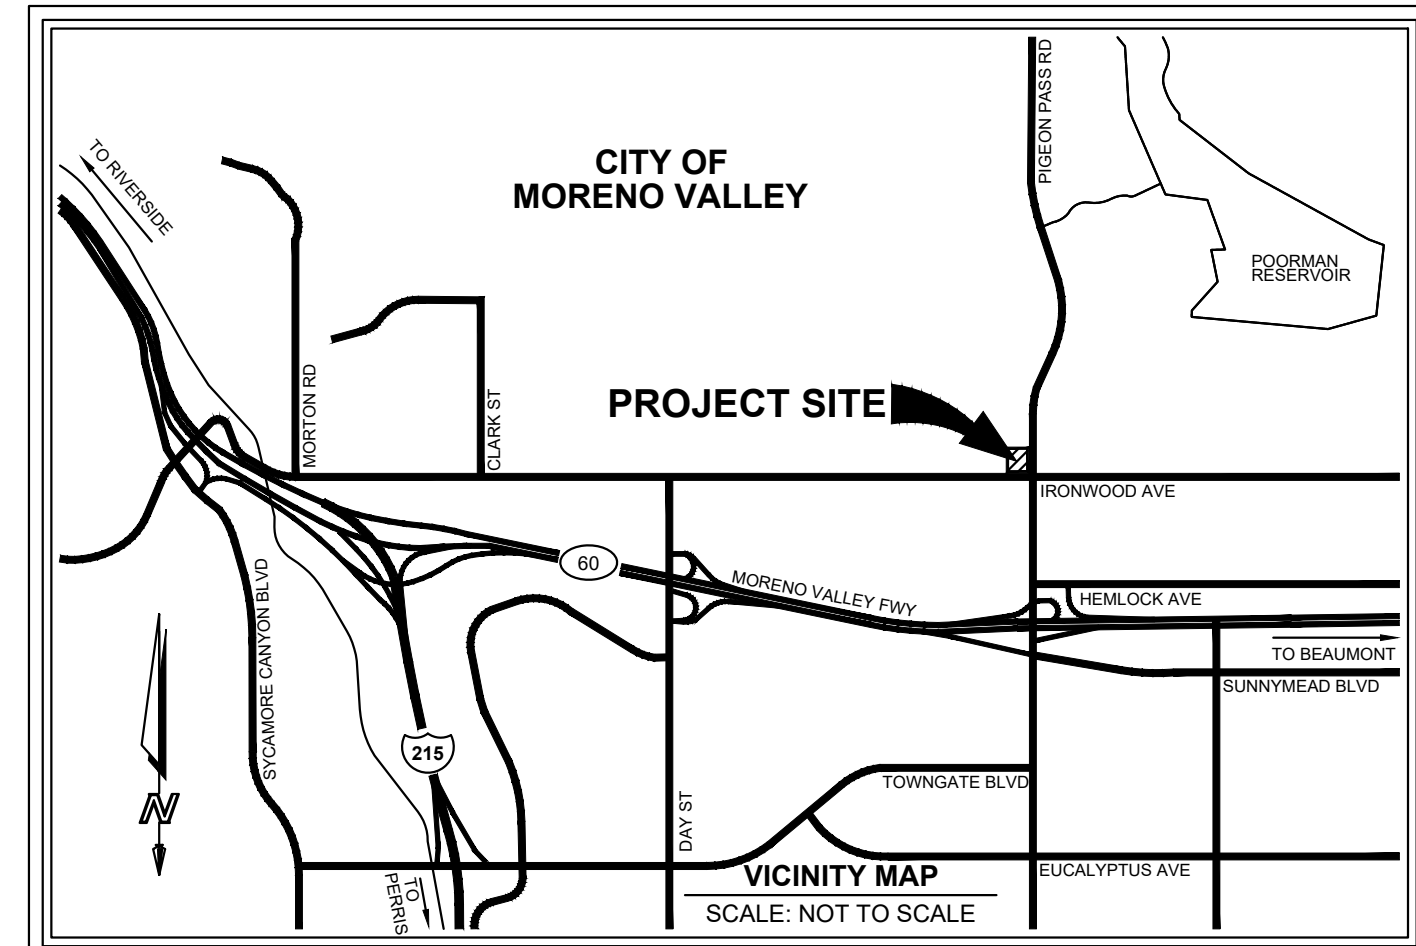 CITY OF
MORENO VALLEY
TO RIVERSIDE
PIGEON PASS RD
POORMAN
RESERVOIR
MORTON RD
CLARK ST
PROJECT SITE
IRONWOOD AVE
60
MORENO VALLEY FWY
HEMLOCK AVE
TO BEAUMONT
SUNNYMEAD BLVD
SYCAMORE CANYON BLVD
215
N
TOWNGATE BLVD
DAY ST
EUCALYPTUS AVE
TO
PERRIS
VICINITY MAP
SCALE: NOT TO SCALE